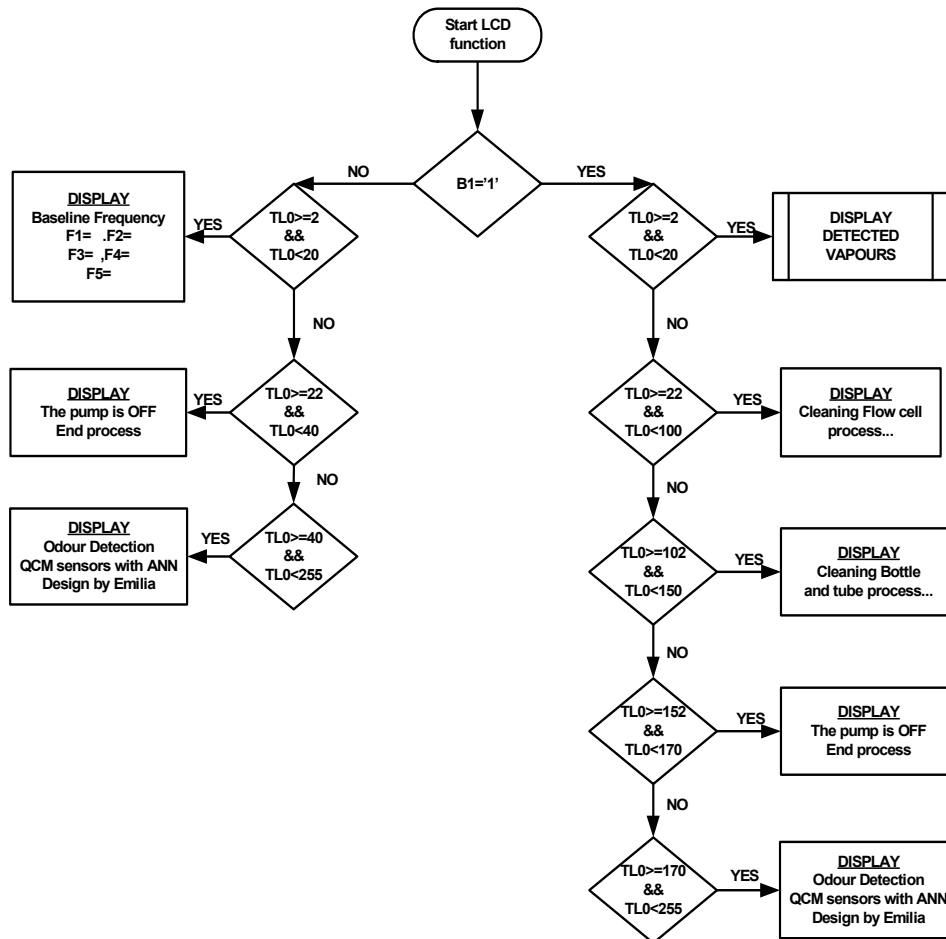 Start LCD
function
B1='1'
NO
YES
DISPLAY
Baseline Frequency
F1=   .F2=
F3=  ,F4=
F5=
YES
TL0>=2
&&
TL0<20
NO
DISPLAY
The pump is OFF
End process
YES
TL0>=22
&&
TL0<40
NO
DISPLAY
Odour Detection
QCM sensors with ANN
Design by Emilia
YES
TL0>=40
&&
TL0<255
TL0>=2
&&
TL0<20
YES
DISPLAY
DETECTED
VAPOURS
NO
TL0>=22
&&
TL0<100
YES
DISPLAY
Cleaning Flow cell
process...
NO
TL0>=102
&&
TL0<150
YES
DISPLAY
Cleaning Bottle
and tube process...
NO
TL0>=152
&&
TL0<170
YES
DISPLAY
The pump is OFF
End process
NO
TL0>=170
&&
TL0<255
YES
DISPLAY
Odour Detection
QCM sensors with ANN
Design by Emilia